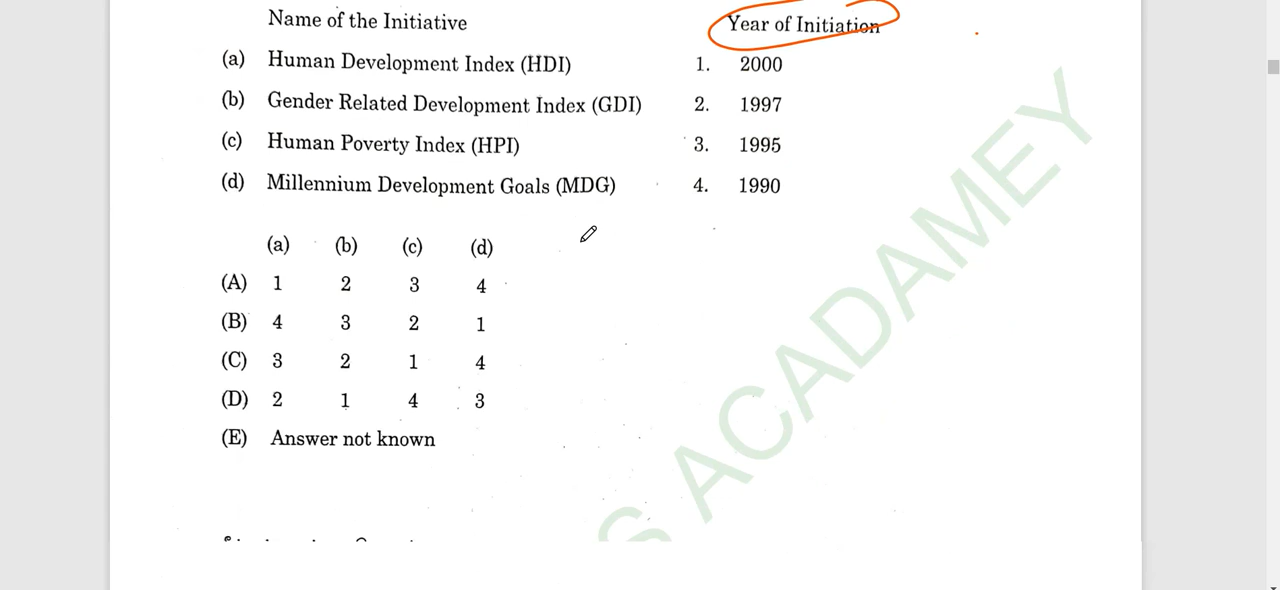 Name of the Initiative Year of Initiation
(a) Human Development Index (HDI) 1. 2000
(b) Gender Related Development Index (GDI) 2. 1997
(c) Human Poverty Index (HPI) 3. 1995
(d) Millennium Development Goals (MDG) 4. 1990
(a) (b) (c) (d)
(A) 1 2 3 4
(B) 4 3 2 1
(C) 3 2 1 4
(D) 2 1 4 3
(E) Answer not known
S ACADAMEY